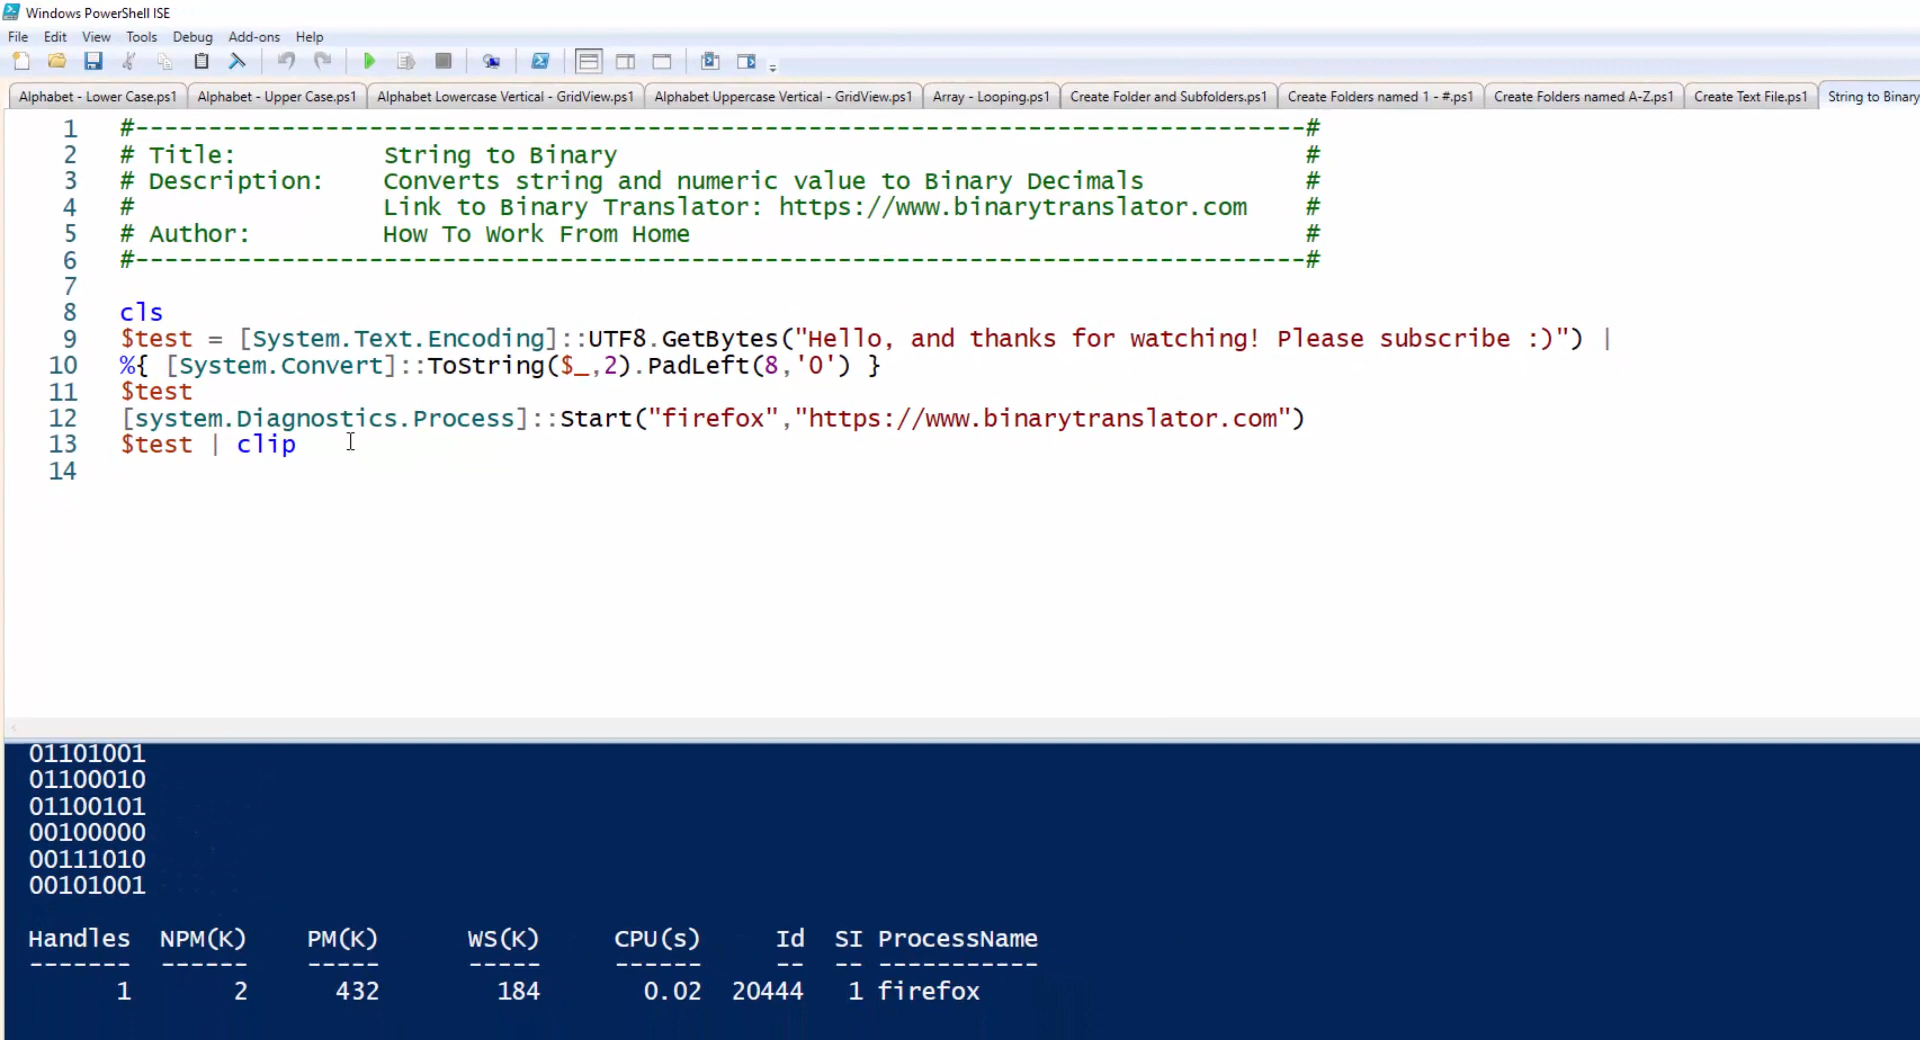 Windows PowerShell ISE
File Edit View Tools Debug Add-ons Help
Alphabet - Lower Case.ps1 Alphabet - Upper Case.ps1 Alphabet Lowercase Vertical - GridView.ps1 Alphabet Uppercase Vertical - GridView.ps1 Array - Looping.ps1 Create Folder and Subfolders.ps1 Create Folders named 1 - #.ps1 Create Folders named A-Z.ps1 Create Text File.ps1 String to Binary
1 #--------------------------------------------------------------------------------#
2 # Title: String to Binary #
3 # Description: Converts string and numeric value to Binary Decimals #
4 # Link to Binary Translator: https://www.binarytranslator.com #
5 # Author: How To Work From Home #
6 #--------------------------------------------------------------------------------#
7
8 cls
9 $test = [System.Text.Encoding]::UTF8.GetBytes("Hello, and thanks for watching! Please subscribe :)") |
10 %{ [System.Convert]::ToString($_,2).PadLeft(8,'0') }
11 $test
12 [system.Diagnostics.Process]::Start("firefox","https://www.binarytranslator.com")
13 $test | clip
14
01101001
01100010
01100101
00100000
00111010
00101001
Handles NPM(K) PM(K) WS(K) CPU(s) Id SI ProcessName
------- ------ ----- ----- ------ -- -- -----------
1 2 432 184 0.02 20444 1 firefox